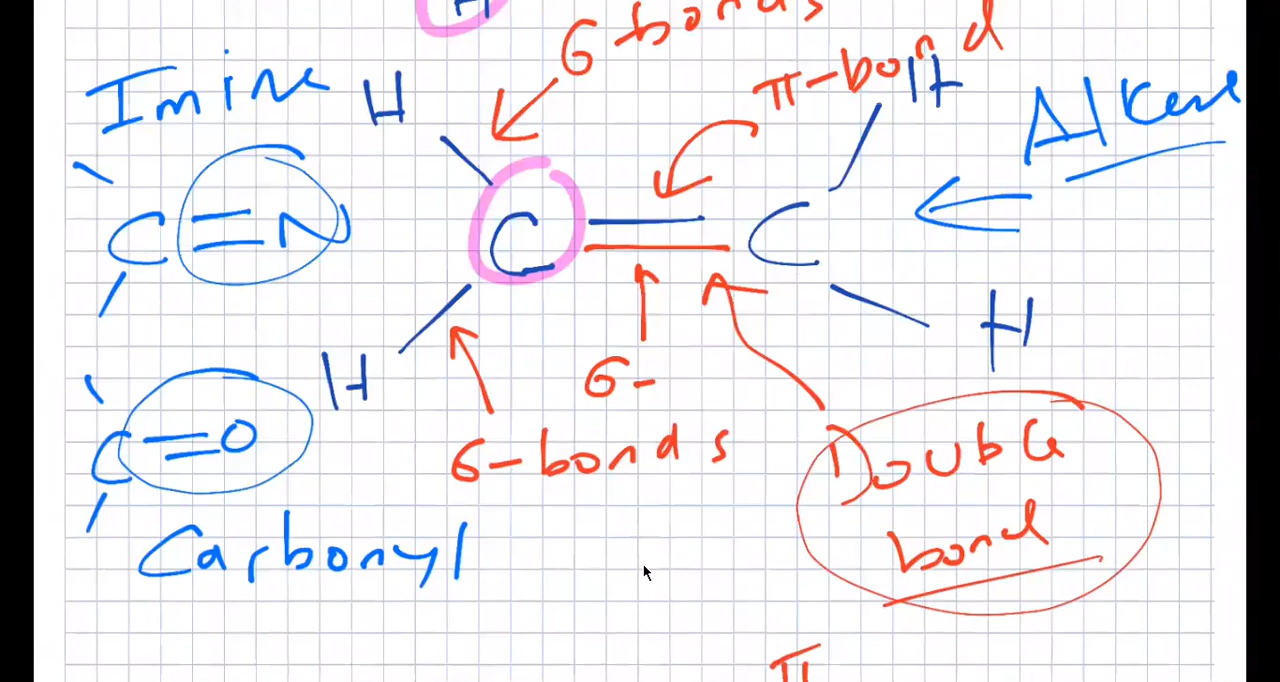 H
σ-bonds
Imine
H
π-bond
H
Alkene
C=N
C
C
σ-
H
H
C=O
σ-bonds
Double
bond
Carbonyl
π